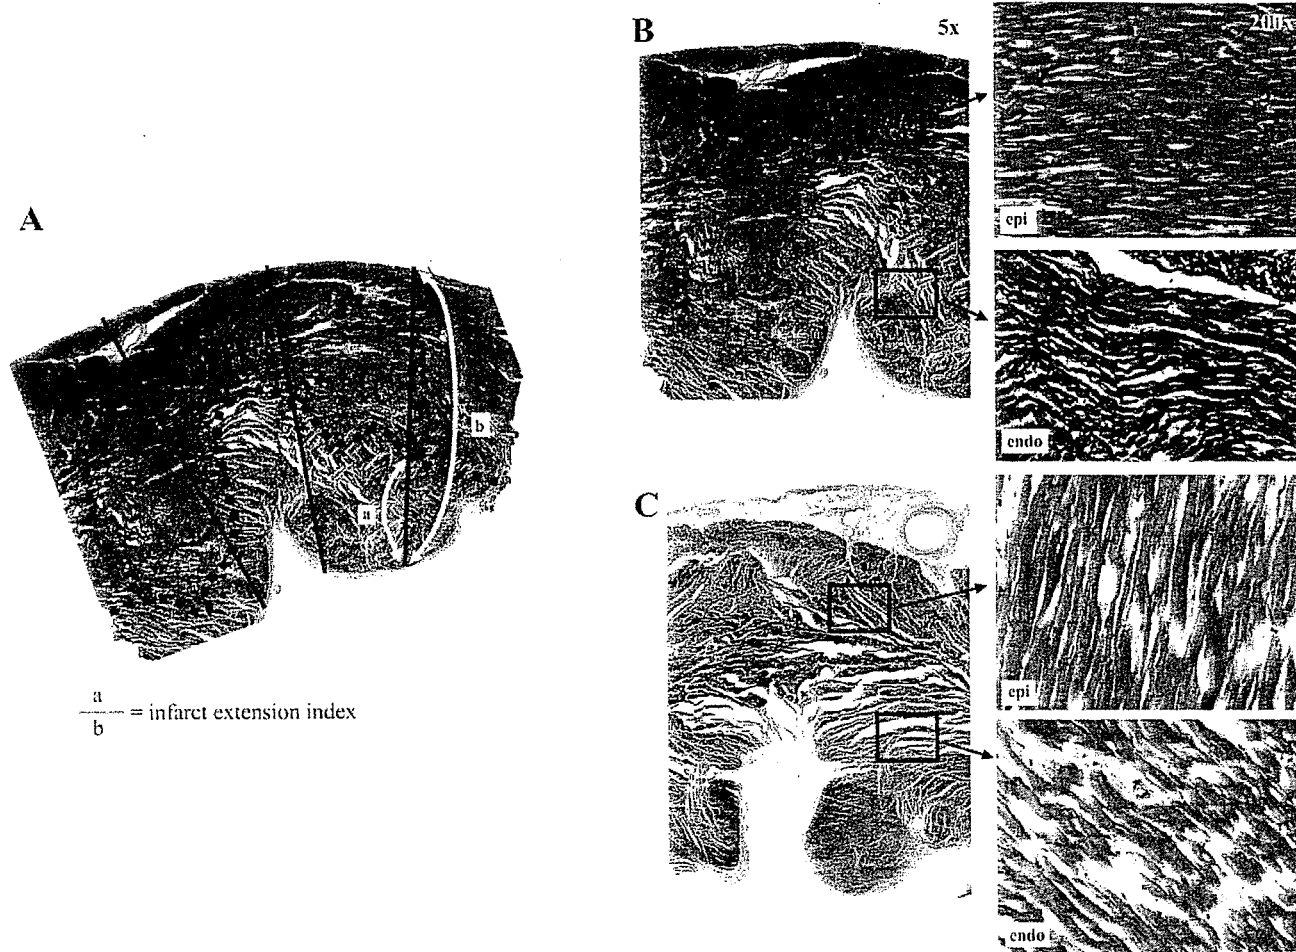 A
b
a
a
b
= infarct extension index
B
5x
200x
epi
endo
C
epi
endo